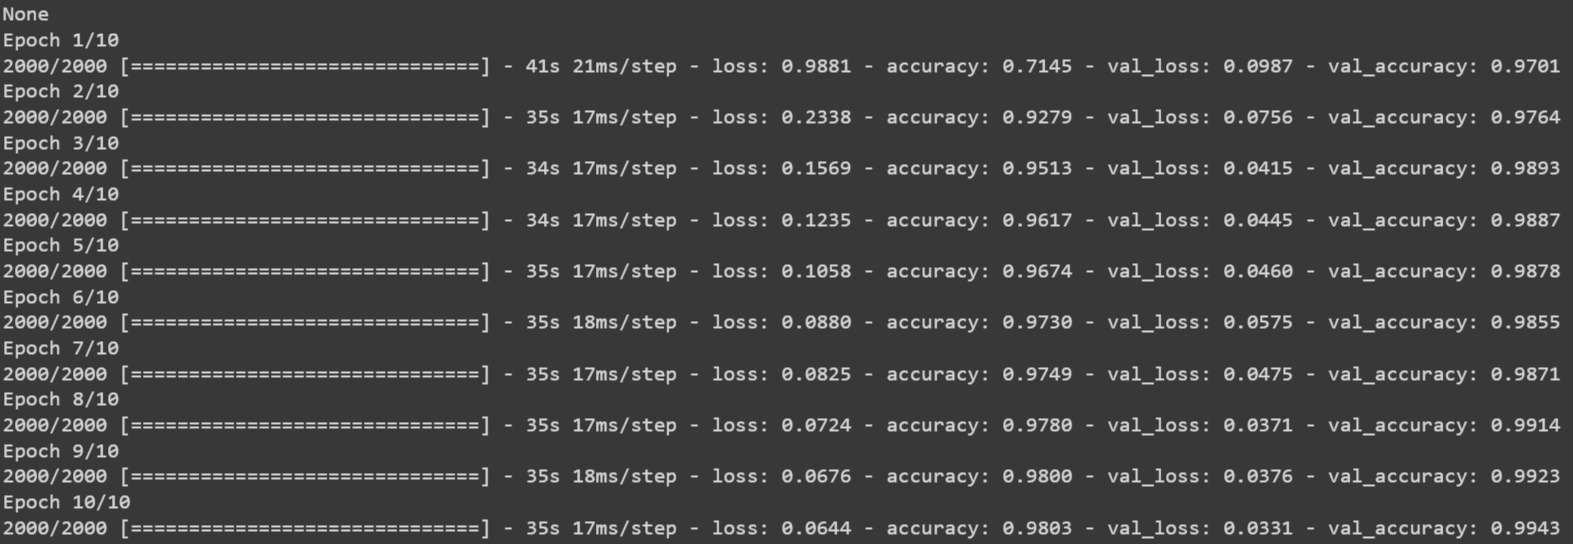 None
Epoch 1/10
2000/2000 [==============================] - 41s 21ms/step - loss: 0.9881 - accuracy: 0.7145 - val_loss: 0.0987 - val_accuracy: 0.9701
Epoch 2/10
2000/2000 [==============================] - 35s 17ms/step - loss: 0.2338 - accuracy: 0.9279 - val_loss: 0.0756 - val_accuracy: 0.9764
Epoch 3/10
2000/2000 [==============================] - 34s 17ms/step - loss: 0.1569 - accuracy: 0.9513 - val_loss: 0.0415 - val_accuracy: 0.9893
Epoch 4/10
2000/2000 [==============================] - 34s 17ms/step - loss: 0.1235 - accuracy: 0.9617 - val_loss: 0.0445 - val_accuracy: 0.9887
Epoch 5/10
2000/2000 [==============================] - 35s 17ms/step - loss: 0.1058 - accuracy: 0.9674 - val_loss: 0.0460 - val_accuracy: 0.9878
Epoch 6/10
2000/2000 [==============================] - 35s 18ms/step - loss: 0.0880 - accuracy: 0.9730 - val_loss: 0.0575 - val_accuracy: 0.9855
Epoch 7/10
2000/2000 [==============================] - 35s 17ms/step - loss: 0.0825 - accuracy: 0.9749 - val_loss: 0.0475 - val_accuracy: 0.9871
Epoch 8/10
2000/2000 [==============================] - 35s 17ms/step - loss: 0.0724 - accuracy: 0.9780 - val_loss: 0.0371 - val_accuracy: 0.9914
Epoch 9/10
2000/2000 [==============================] - 35s 18ms/step - loss: 0.0676 - accuracy: 0.9800 - val_loss: 0.0376 - val_accuracy: 0.9923
Epoch 10/10
2000/2000 [==============================] - 35s 17ms/step - loss: 0.0644 - accuracy: 0.9803 - val_loss: 0.0331 - val_accuracy: 0.9943